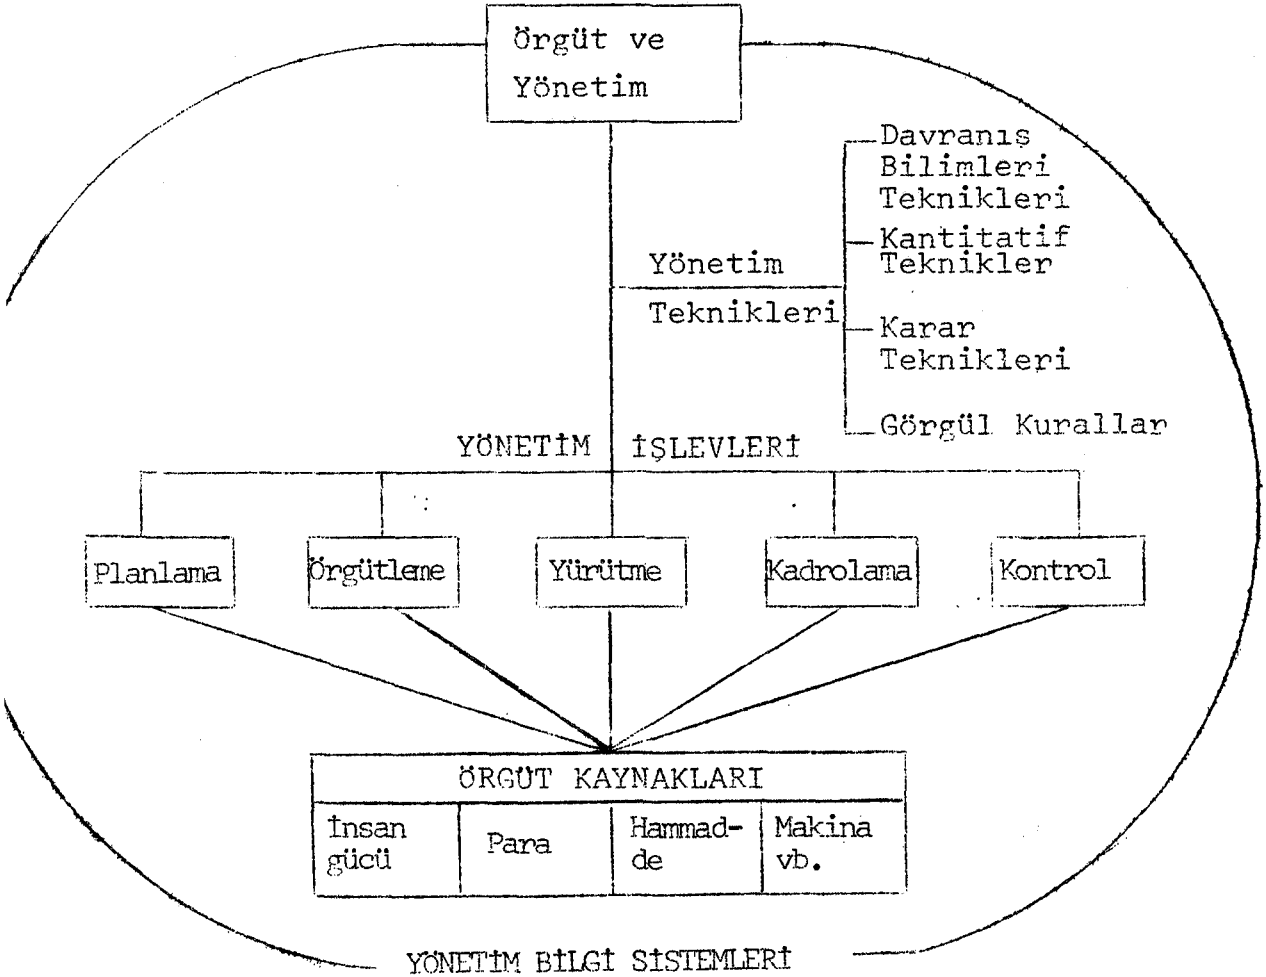 Örgüt ve
Yönetim
Davranış
Bilimleri
Teknikleri
Kantitatif
Teknikler
Yönetim
Teknikleri
Karar
Teknikleri
Görgül Kurallar
YÖNETİM İŞLEVLERİ
Planlama
Örgütleme
Yürütme
Kadrolama
Kontrol
ÖRGÜT KAYNAKLARI
İnsan
gücü
Para
Hammad-
de
Makina
vb.
YÖNETİM BİLGİ SİSTEMLERİ